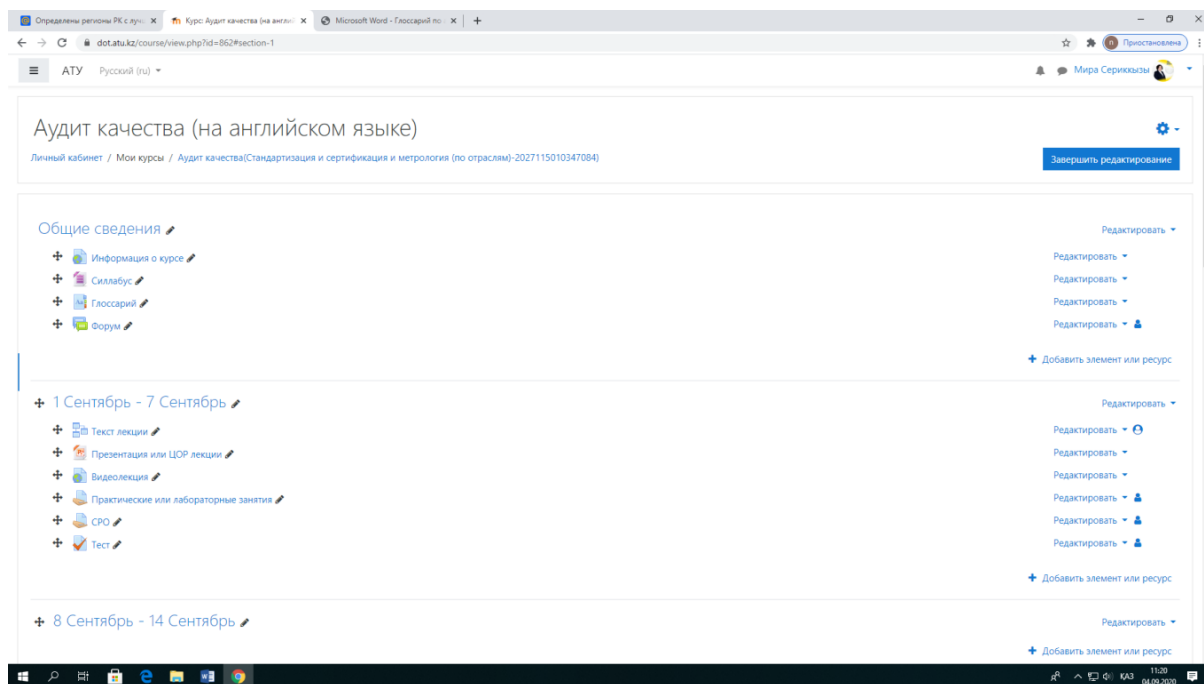 Определены регионы РК с лучш
Курс: Аудит качества (на англий
Microsoft Word - Глоссарий по
dot.atu.kz/course/view.php?id=862#section-1
Приостановлена
АТУ Русский (ru)
Мира Сериккызы
Аудит качества (на английском языке)
Личный кабинет / Мои курсы / Аудит качества(Стандартизация и сертификация и метрология (по отраслям)-2027115010347084)
Завершить редактирование
Общие сведения Редактировать
Информация о курсе Редактировать
Силлабус Редактировать
Глоссарий Редактировать
Форум Редактировать
Добавить элемент или ресурс
1 Сентябрь - 7 Сентябрь Редактировать
Текст лекции Редактировать
Презентация или ЦОР лекции Редактировать
Видеолекция Редактировать
Практические или лабораторные занятия Редактировать
СРО Редактировать
Тест Редактировать
Добавить элемент или ресурс
8 Сентябрь - 14 Сентябрь Редактировать
Добавить элемент или ресурс
ҚАЗ
11:20
04.09.2020